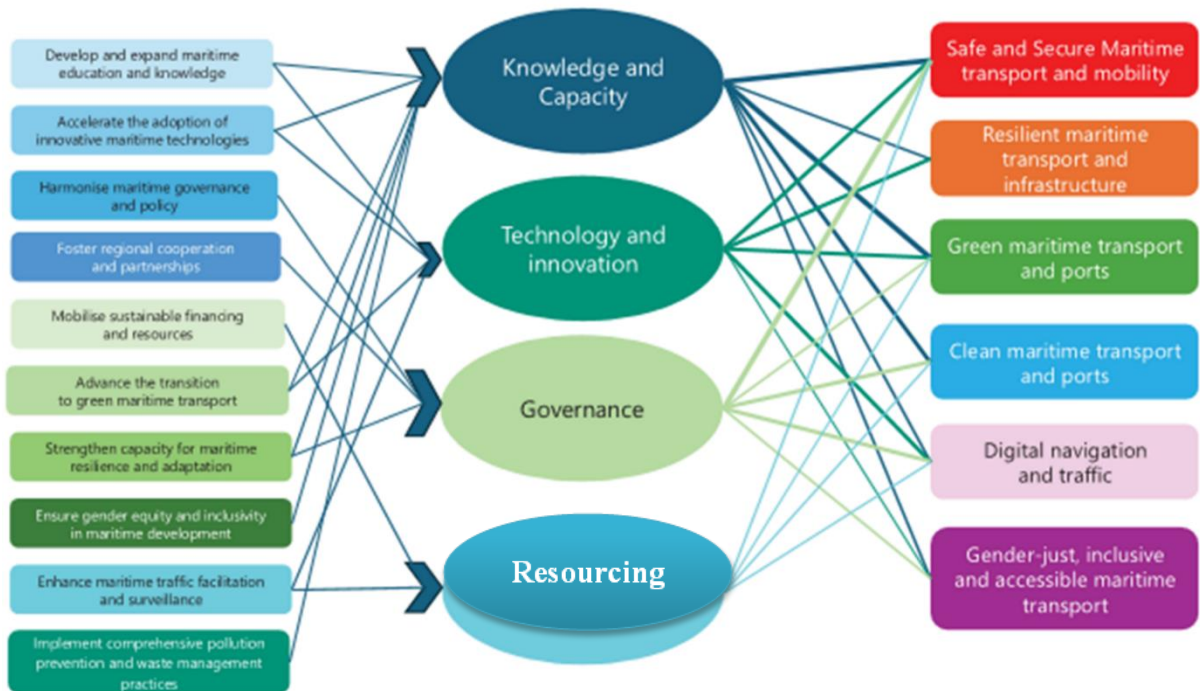 Develop and expand maritime
education and knowledge
Accelerate the adoption of
innovative maritime technologies
Harmonise maritime governance
and policy
Foster regional cooperation
and partnerships
Mobilise sustainable financing
and resources
Advance the transition
to green maritime transport
Strengthen capacity for maritime
resilience and adaptation
Ensure gender equity and inclusivity
in maritime development
Enhance maritime traffic facilitation
and surveillance
Implement comprehensive pollution
prevention and waste management
practices
Knowledge and
Capacity
Technology and
innovation
Governance
Resourcing
Safe and Secure Maritime
transport and mobility
Resilient maritime
transport and
infrastructure
Green maritime transport
and ports
Clean maritime transport
and ports
Digital navigation
and traffic
Gender-just, inclusive
and accessible maritime
transport